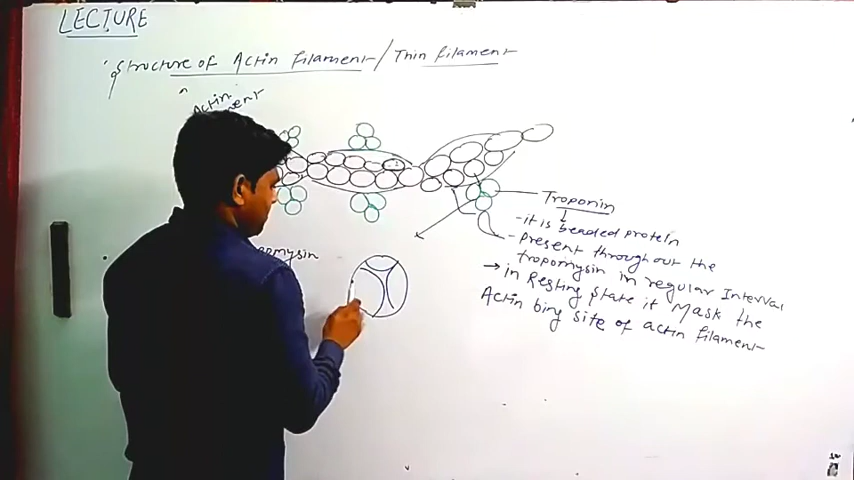 LECTURE
Structure of Actin filament / Thin filament
Actin
Troponin
- it is beaded protein
- Present throughout the
tropomysin in regular Interval
→ in Resting state it Mask the
Actin bing site of actin filament